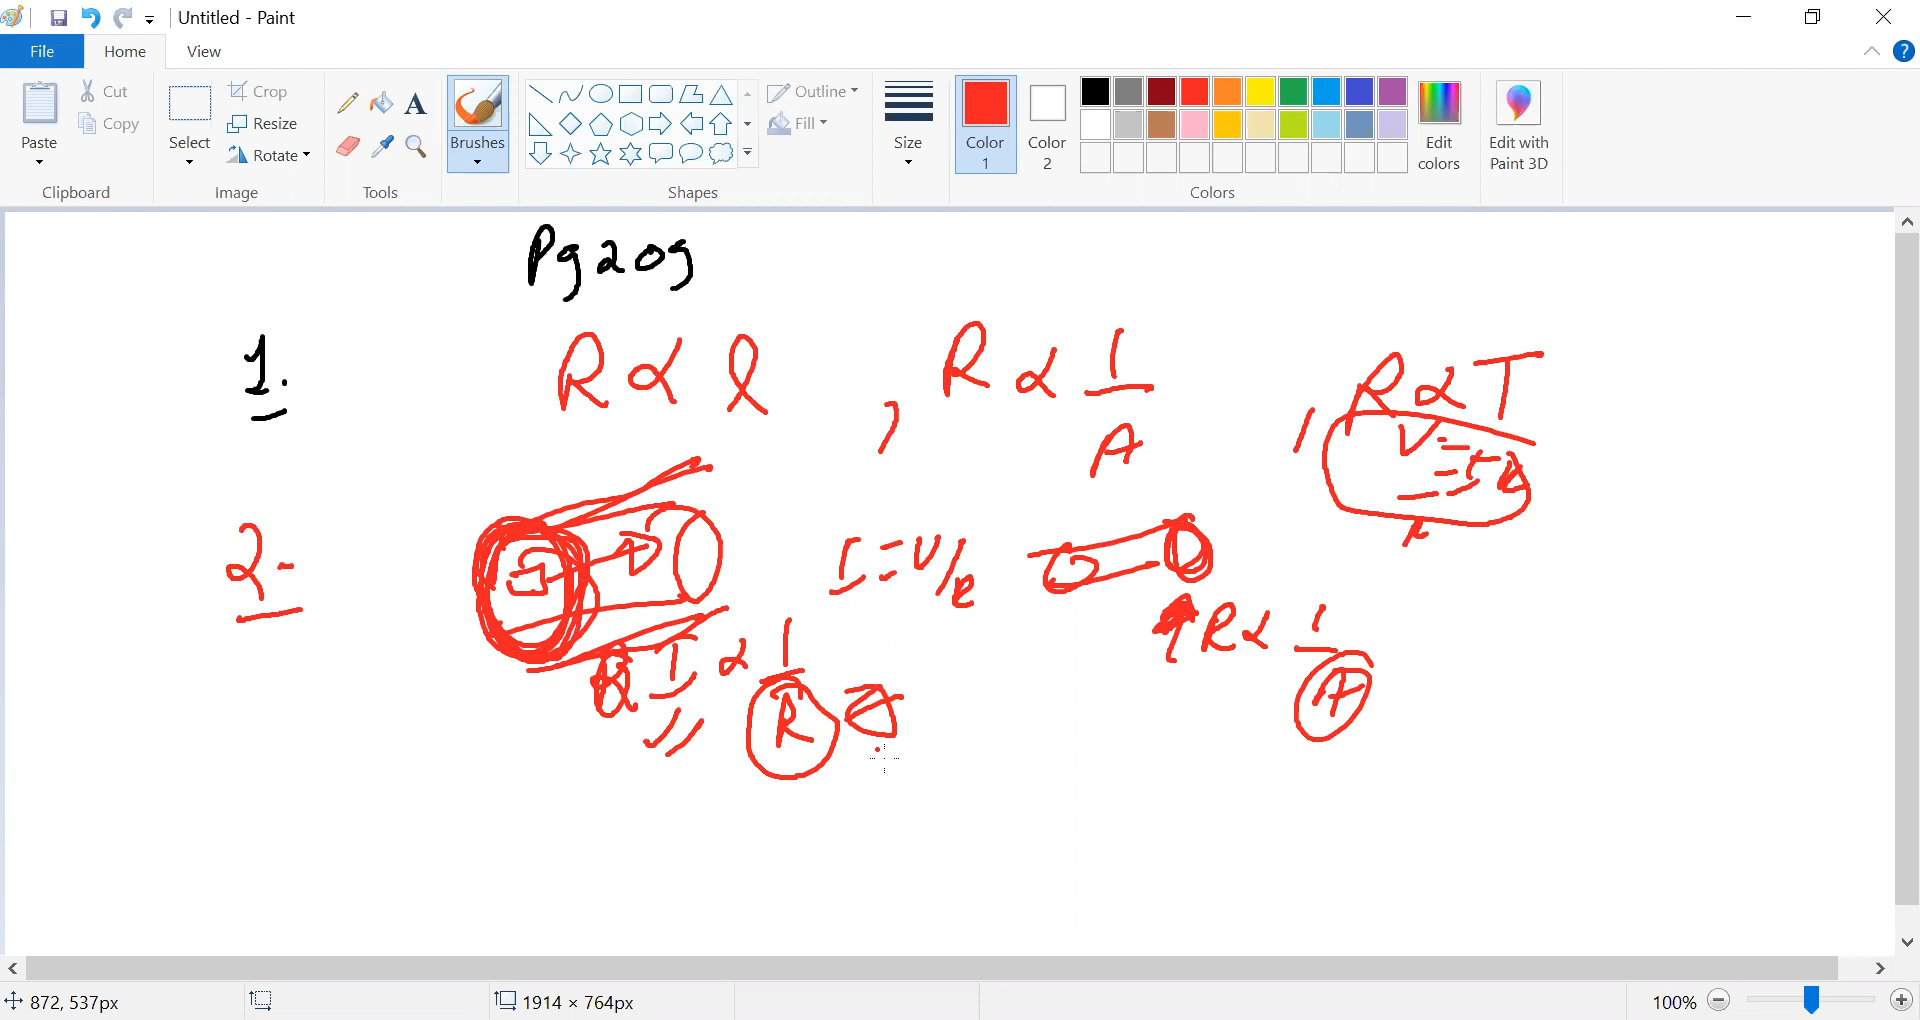 Untitled - Paint
File Home View
Paste
Cut
Copy
Clipboard
Select
Crop
Resize
Rotate
Image
Tools
Brushes
Shapes
Outline
Fill
Size
Color 1
Color 2
Colors
Edit colors
Edit with Paint 3D
Pg 209
1. R ∝ l , R ∝ 1/A , R ∝ T
2- I = V/R
I ∝ 1/R
R ∝ 1/A
872, 537px
1914 × 764px
100%